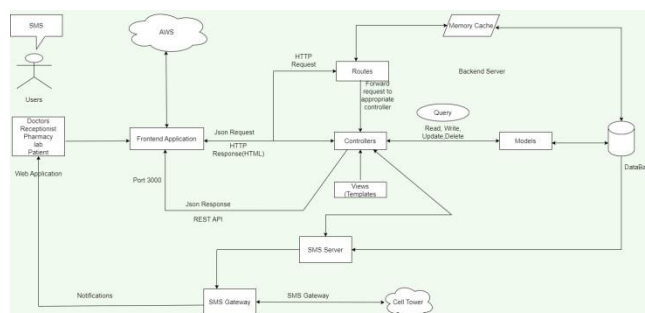 SMS
AWS
Memory Cache
HTTP
Request
Routes
Backend Server
Users
Forward
request to
appropriate
controller
Query
Doctors
Receptionist
Pharmacy
lab
Patient
Frontend Application
Json Request
HTTP
Response(HTML)
Controllers
Read, Write,
Update,Delete
Models
DataBa
Web Application
Port 3000
Views
(Templates
Json Response
REST API
SMS Server
Notifications
SMS Gateway
SMS Gateway
Cell Tower